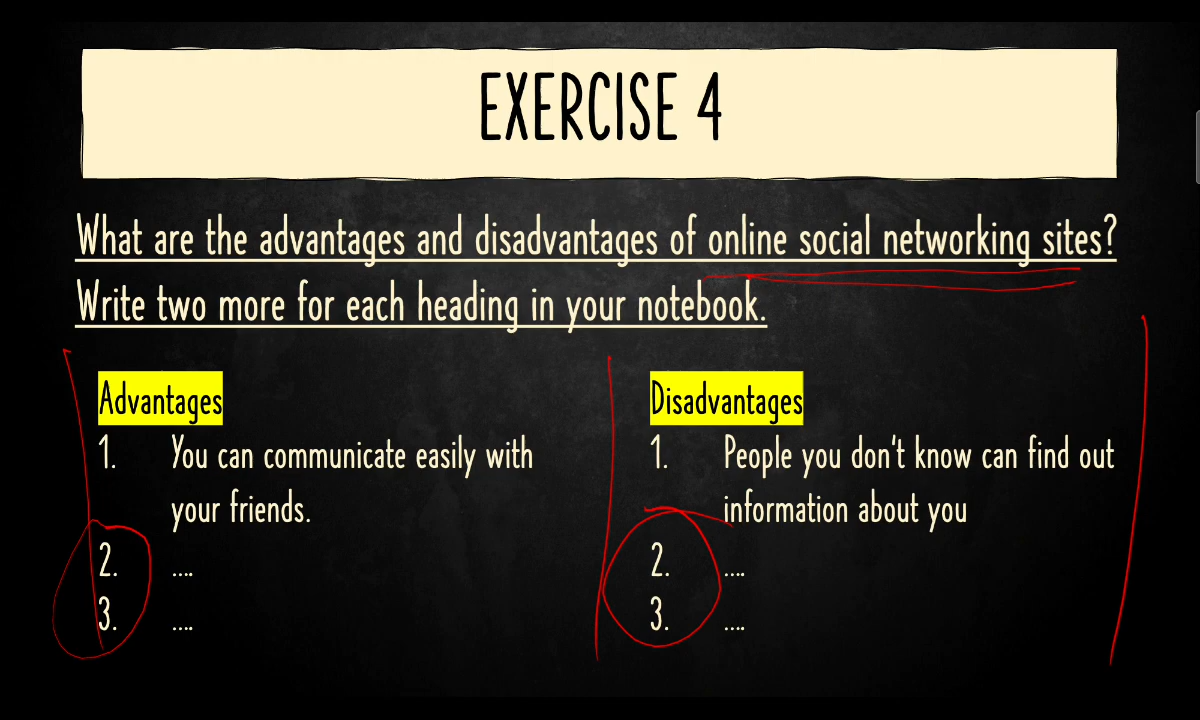 EXERCISE 4
What are the advantages and disadvantages of online social networking sites?
Write two more for each heading in your notebook.
Advantages
1. You can communicate easily with
your friends.
2. ....
3. ....
Disadvantages
1. People you don't know can find out
information about you
2. ....
3. ....